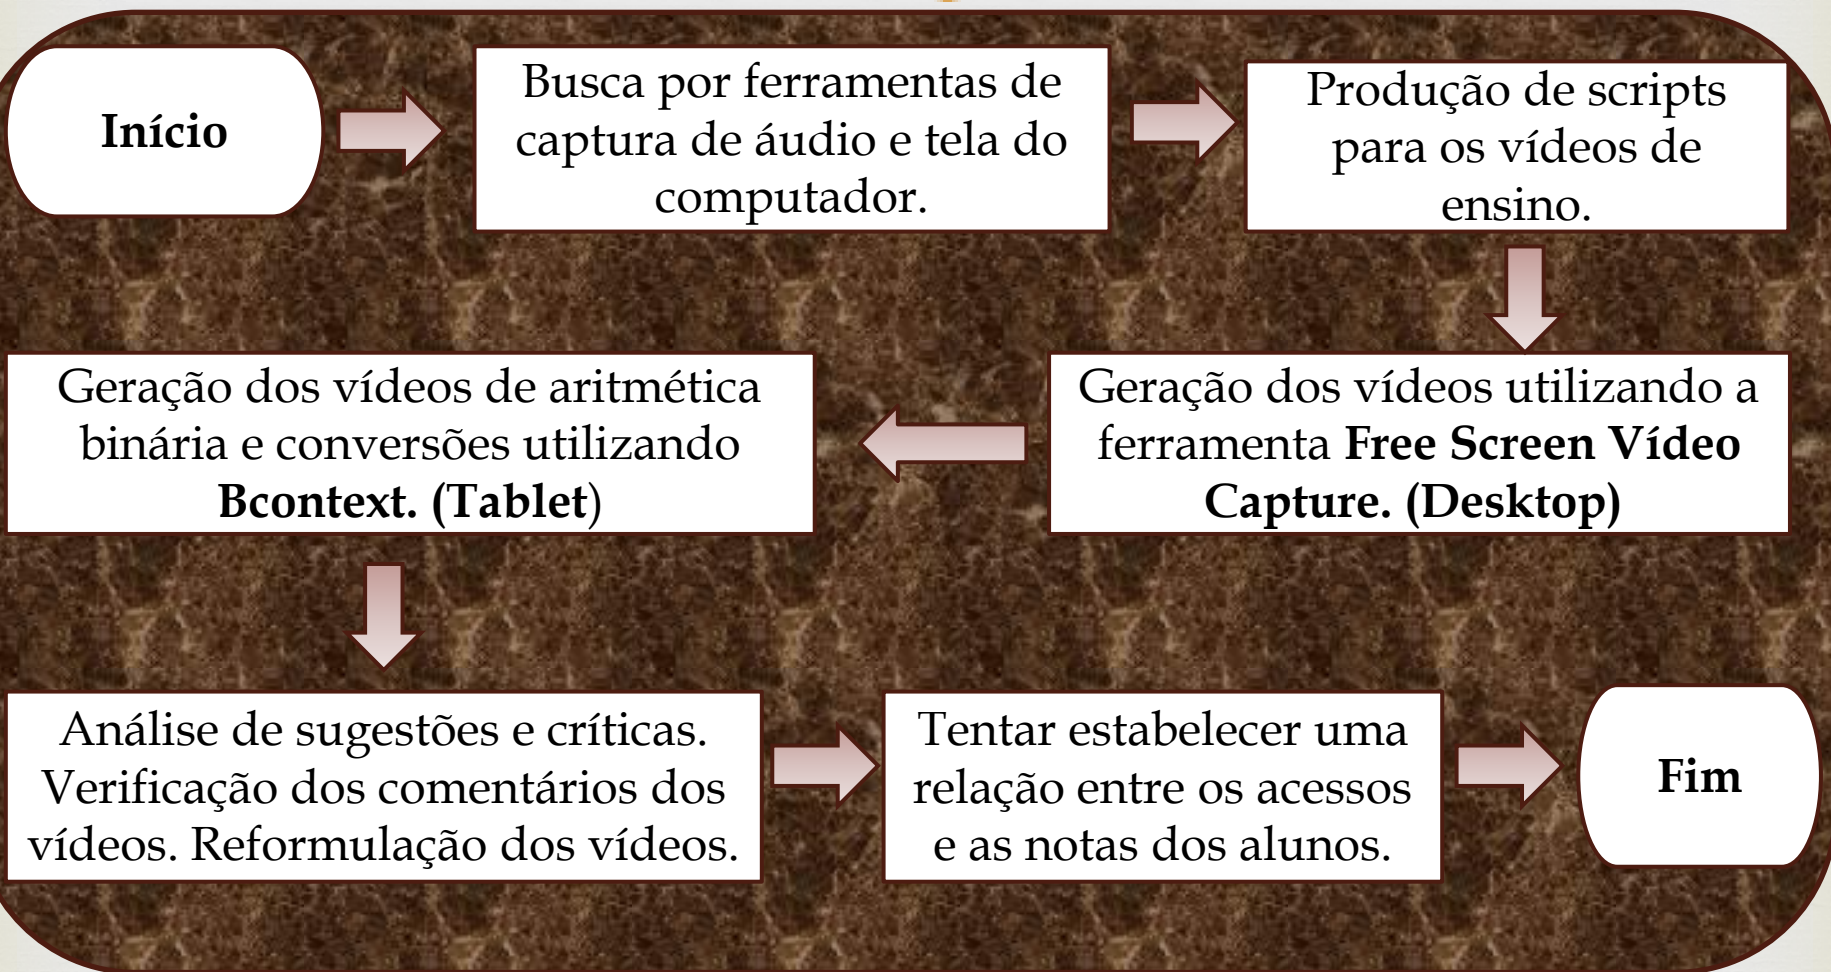 Início
Busca por ferramentas de
captura de áudio e tela do
computador.
Produção de scripts
para os vídeos de
ensino.
Geração dos vídeos utilizando a
ferramenta Free Screen Vídeo
Capture. (Desktop)
Geração dos vídeos de aritmética
binária e conversões utilizando
Bcontext. (Tablet)
Análise de sugestões e críticas.
Verificação dos comentários dos
vídeos. Reformulação dos vídeos.
Tentar estabelecer uma
relação entre os acessos
e as notas dos alunos.
Fim